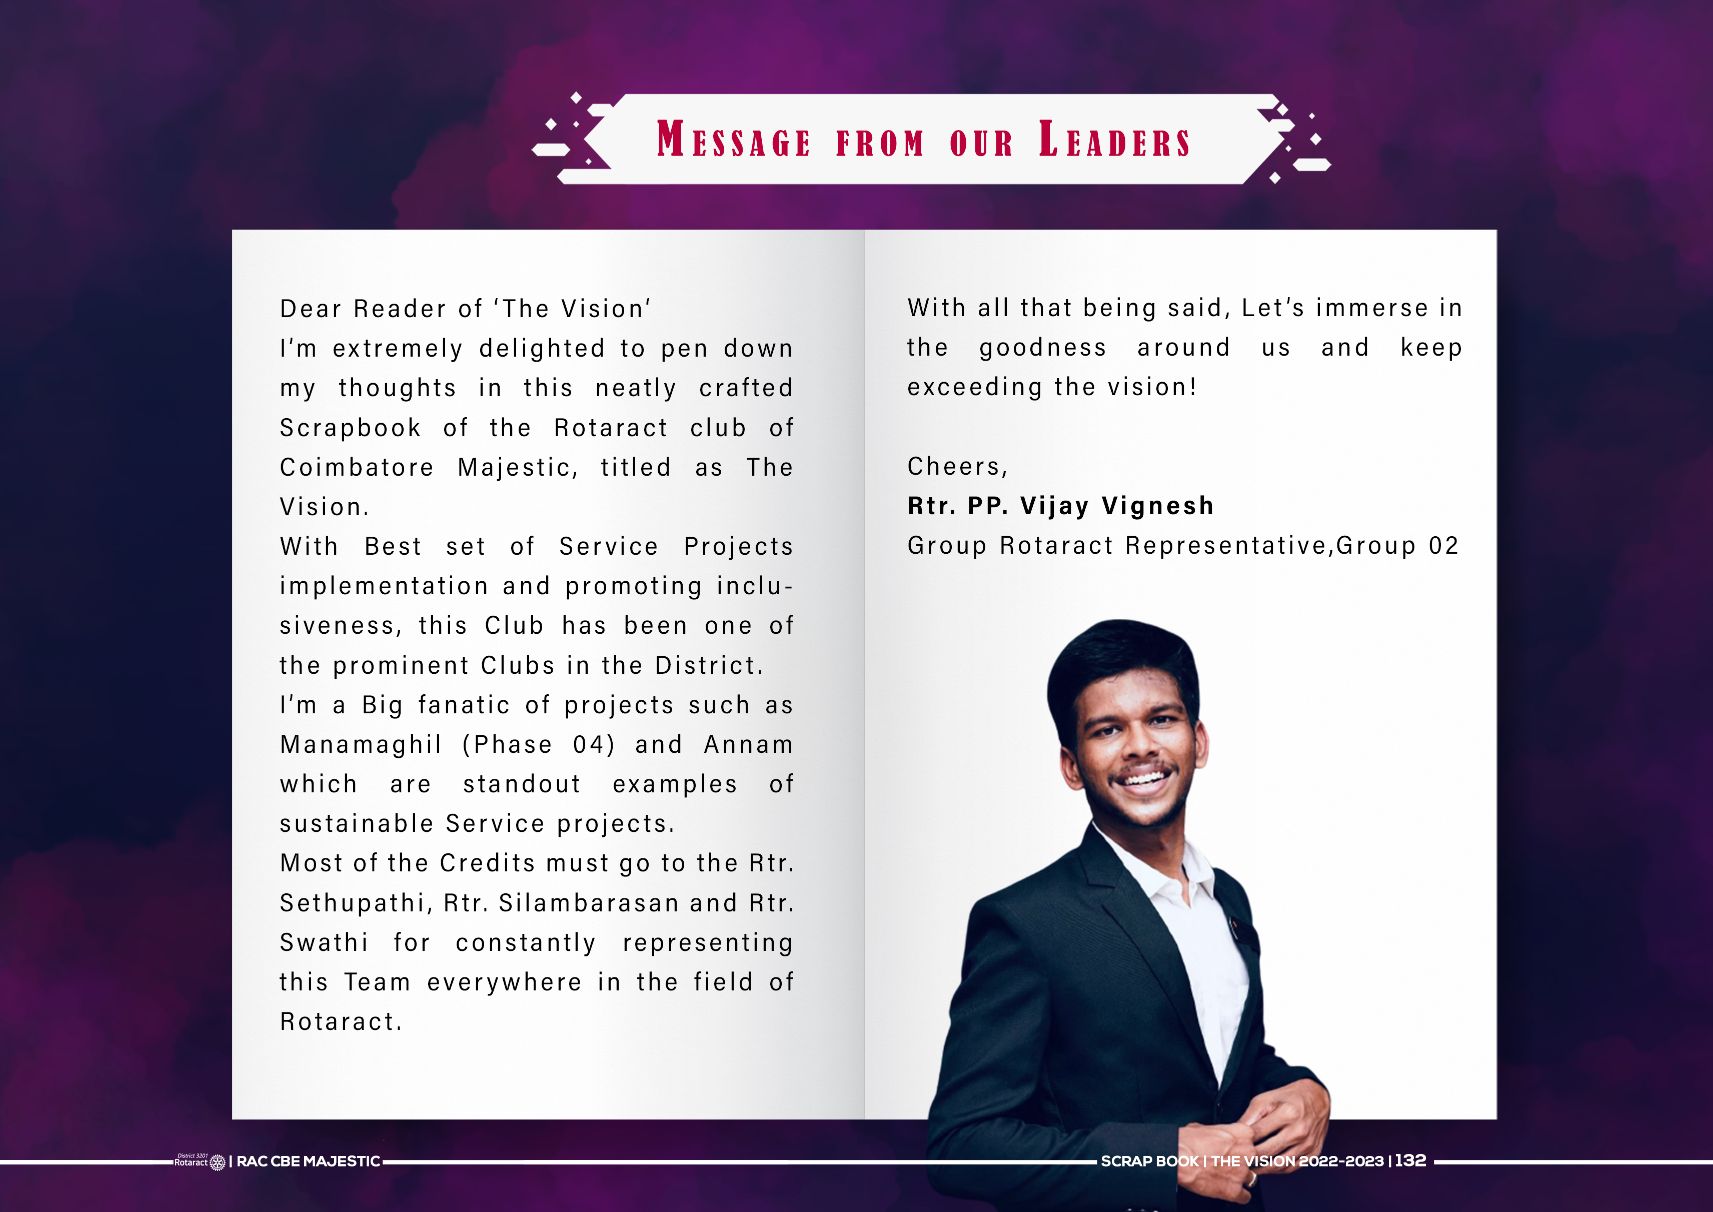 MESSAGE FROM OUR LEADERS
Dear Reader of ‘The Vision’
I’m extremely delighted to pen down
my thoughts in this neatly crafted
Scrapbook of the Rotaract club of
Coimbatore Majestic, titled as The
Vision.
With Best set of Service Projects
implementation and promoting inclu-
siveness, this Club has been one of
the prominent Clubs in the District.
I’m a Big fanatic of projects such as
Manamaghil (Phase 04) and Annam
which are standout examples of
sustainable Service projects.
Most of the Credits must go to the Rtr.
Sethupathi, Rtr. Silambarasan and Rtr.
Swathi for constantly representing
this Team everywhere in the field of
Rotaract.
With all that being said, Let’s immerse in
the goodness around us and keep
exceeding the vision!
Cheers,
Rtr. PP. Vijay Vignesh
Group Rotaract Representative,Group 02
District 3201
Rotaract | RAC CBE MAJESTIC
SCRAP BOOK | THE VISION 2022-2023 | 132